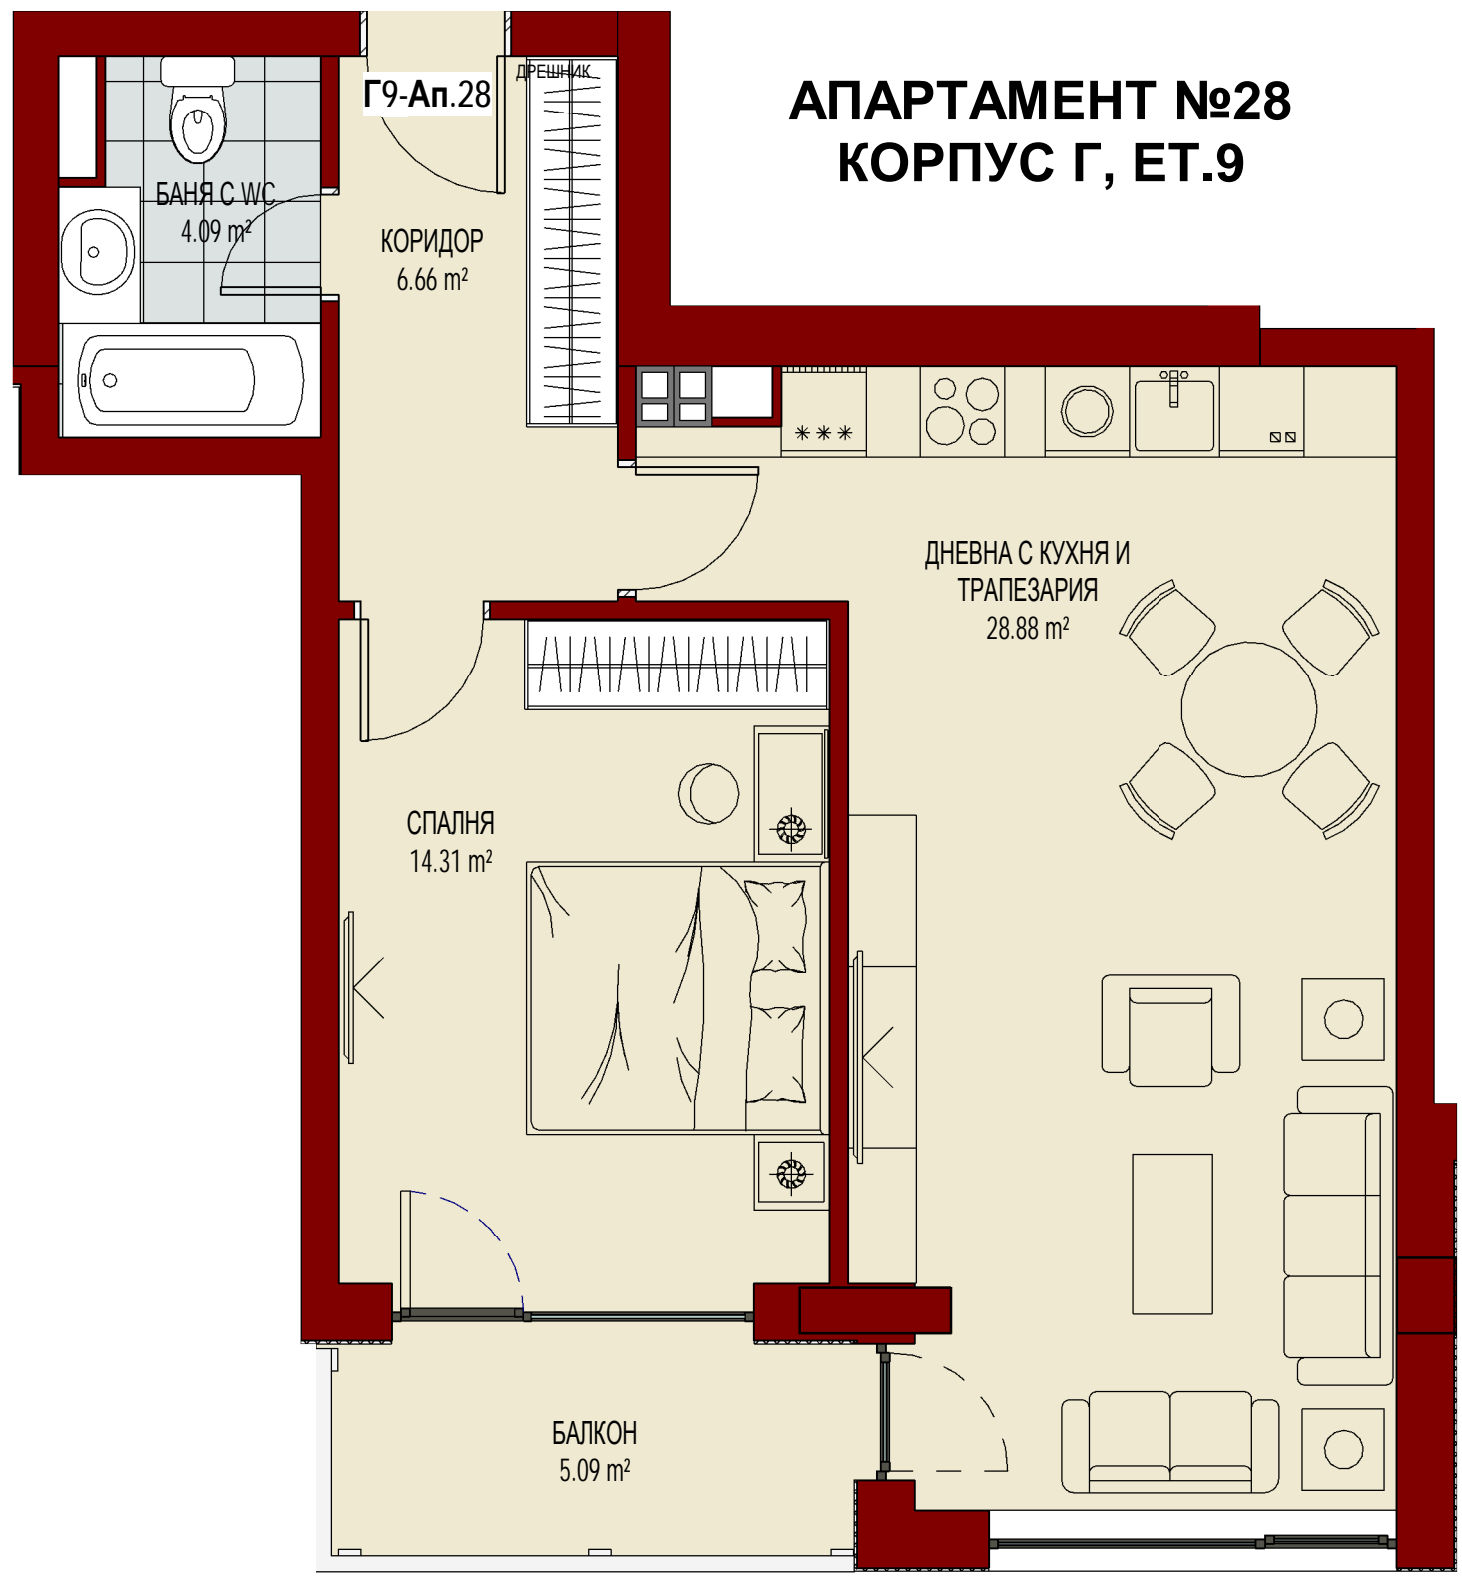 АПАРТАМЕНТ №28
КОРПУС Г, ЕТ.9
Г9-Ап.28
ДРЕШНИК
БАНЯ С WC
4.09 m²
КОРИДОР
6.66 m²
ДНЕВНА С КУХНЯ И
ТРАПЕЗАРИЯ
28.88 m²
СПАЛНЯ
14.31 m²
БАЛКОН
5.09 m²